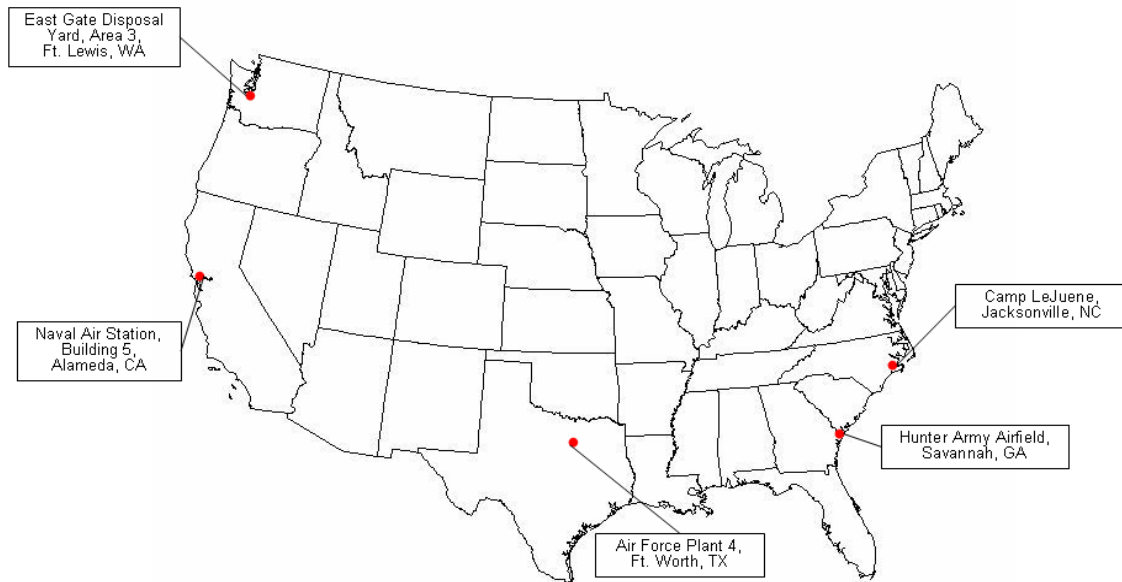 East Gate Disposal
Yard, Area 3,
Ft. Lewis, WA
Naval Air Station,
Building 5,
Alameda, CA
Camp LeJuene,
Jacksonville, NC
Hunter Army Airfield,
Savannah, GA
Air Force Plant 4,
Ft. Worth, TX